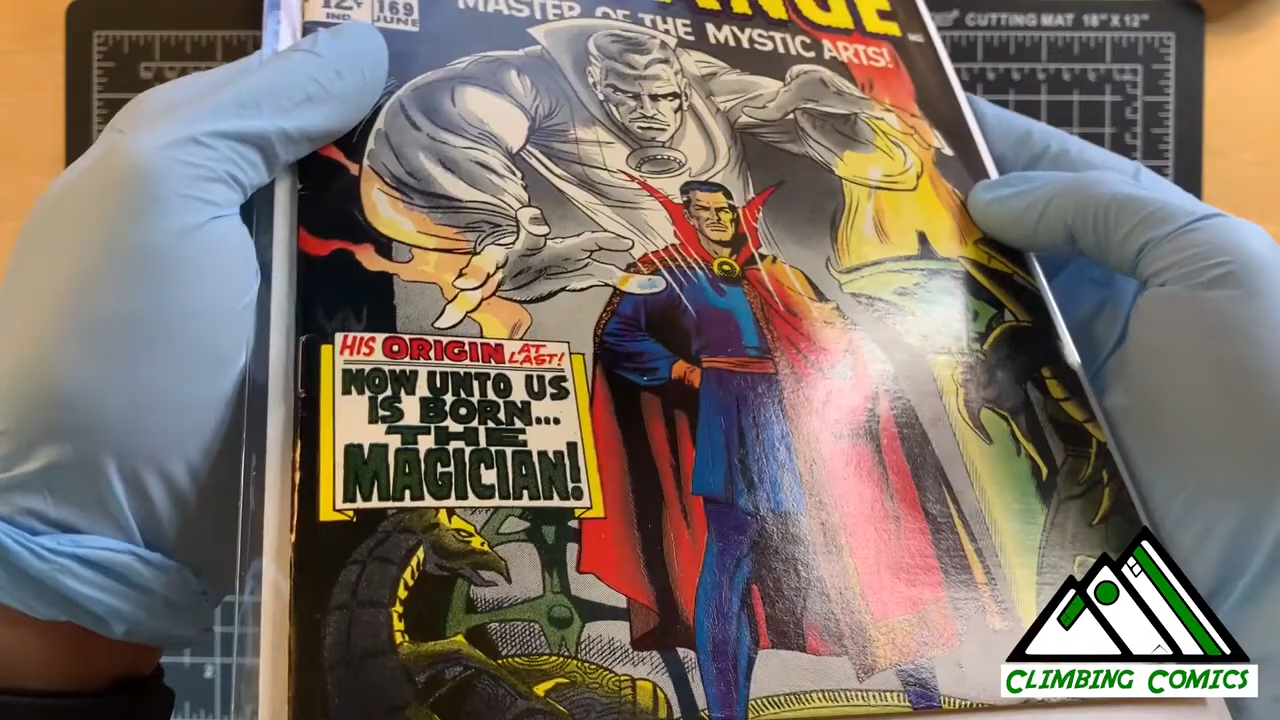 12¢
IND.
169
JUNE
MASTER OF THE MYSTIC ARTS!
HIS ORIGIN AT LAST!
NOW UNTO US
IS BORN...
THE
MAGICIAN!
CUTTING MAT 18" X 12"
CLIMBING COMICS